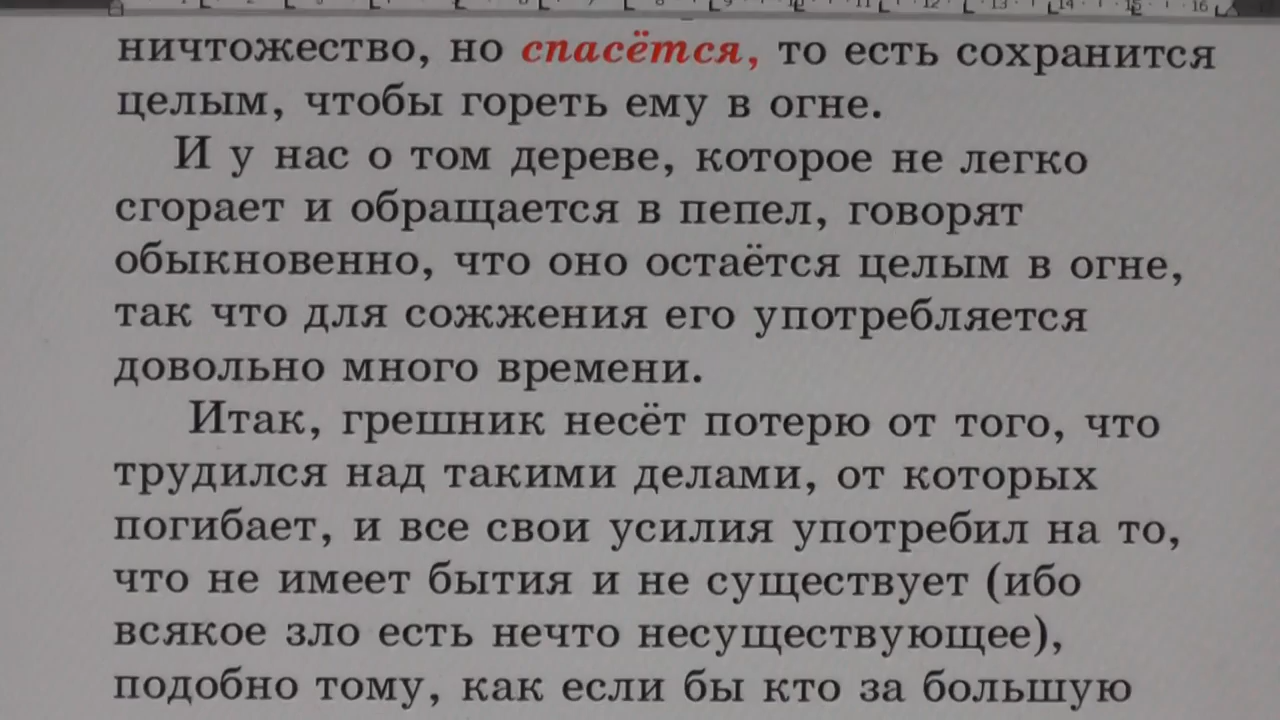 ничтожество, но спасётся, то есть сохранится
целым, чтобы гореть ему в огне.
И у нас о том дереве, которое не легко
сгорает и обращается в пепел, говорят
обыкновенно, что оно остаётся целым в огне,
так что для сожжения его употребляется
довольно много времени.
Итак, грешник несёт потерю от того, что
трудился над такими делами, от которых
погибает, и все свои усилия употребил на то,
что не имеет бытия и не существует (ибо
всякое зло есть нечто несуществующее),
подобно тому, как если бы кто за большую